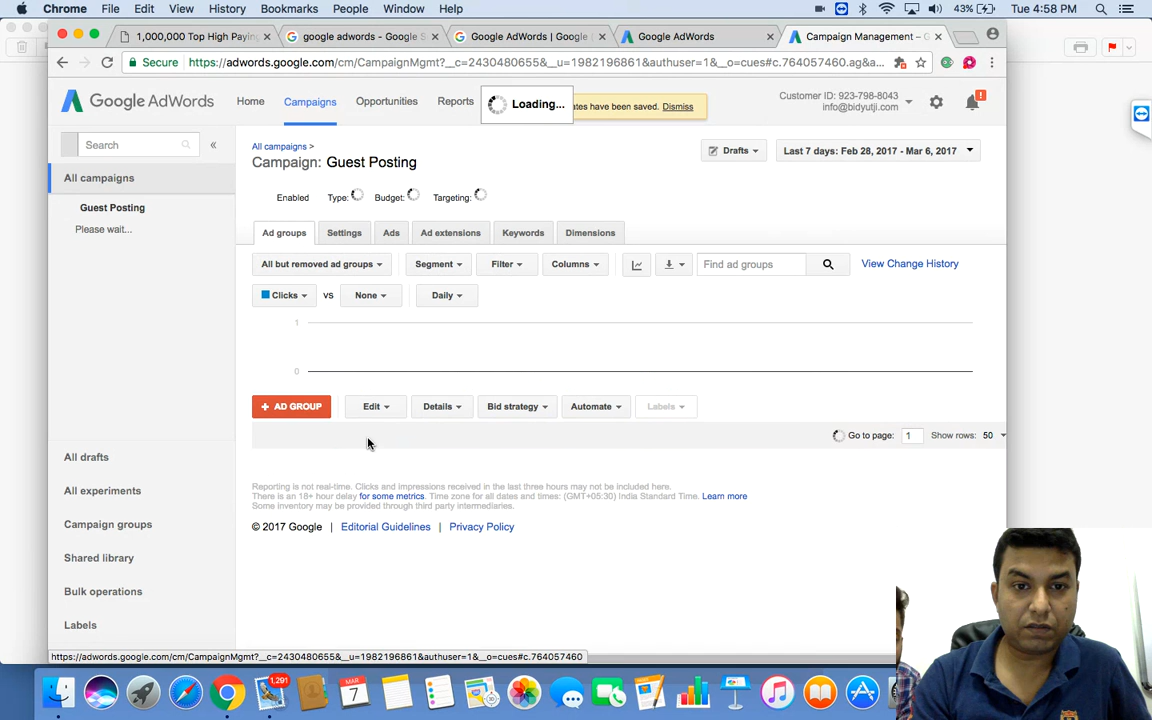 Chrome File Edit View History Bookmarks People Window Help 43% Tue 4:58 PM
1,000,000 Top High Payin
google adwords - Google S
Google AdWords | Google
Google AdWords
Campaign Management – G
Secure https://adwords.google.com/cm/CampaignMgmt?__c=2430480655&__u=1982196861&authuser=1&__o=cues#c.764057460.ag&a...
Google AdWords Home Campaigns Opportunities Reports
Loading...
tes have been saved. Dismiss
Customer ID: 923-798-8043
info@bidyutji.com
!
Search «
All campaigns
Guest Posting
Please wait...
All drafts
All experiments
Campaign groups
Shared library
Bulk operations
Labels
All campaigns >
Campaign: Guest Posting
Drafts
Last 7 days: Feb 28, 2017 - Mar 6, 2017
Enabled Type: Budget: Targeting:
Ad groups Settings Ads Ad extensions Keywords Dimensions
All but removed ad groups Segment Filter Columns Find ad groups View Change History
Clicks VS None Daily
1
0
+ AD GROUP Edit Details Bid strategy Automate Labels
Go to page: 1 Show rows: 50
Reporting is not real-time. Clicks and impressions received in the last three hours may not be included here.
There is an 18+ hour delay for some metrics. Time zone for all dates and times: (GMT+05:30) India Standard Time. Learn more
Some inventory may be provided through third party intermediaries.
© 2017 Google | Editorial Guidelines | Privacy Policy
https://adwords.google.com/cm/CampaignMgmt?__c=2430480655&__u=1982196861&authuser=1&__o=cues#c.764057460
1,291
MAR
7